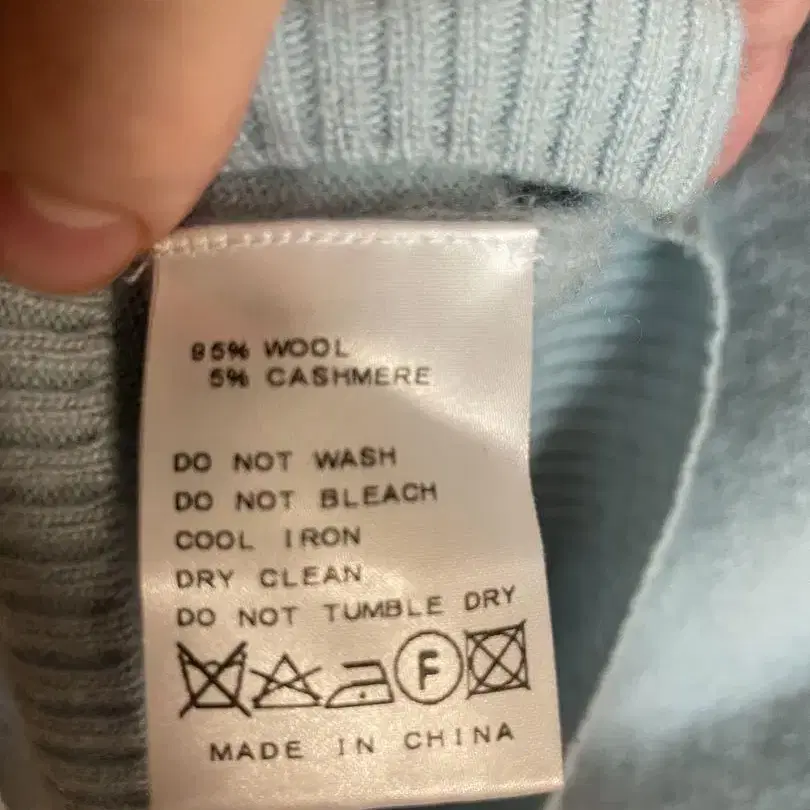 95% WOOL
5% CASHMERE
DO NOT WASH
DO NOT BLEACH
COOL IRON
DRY CLEAN
DO NOT TUMBLE DRY
F
MADE IN CHINA